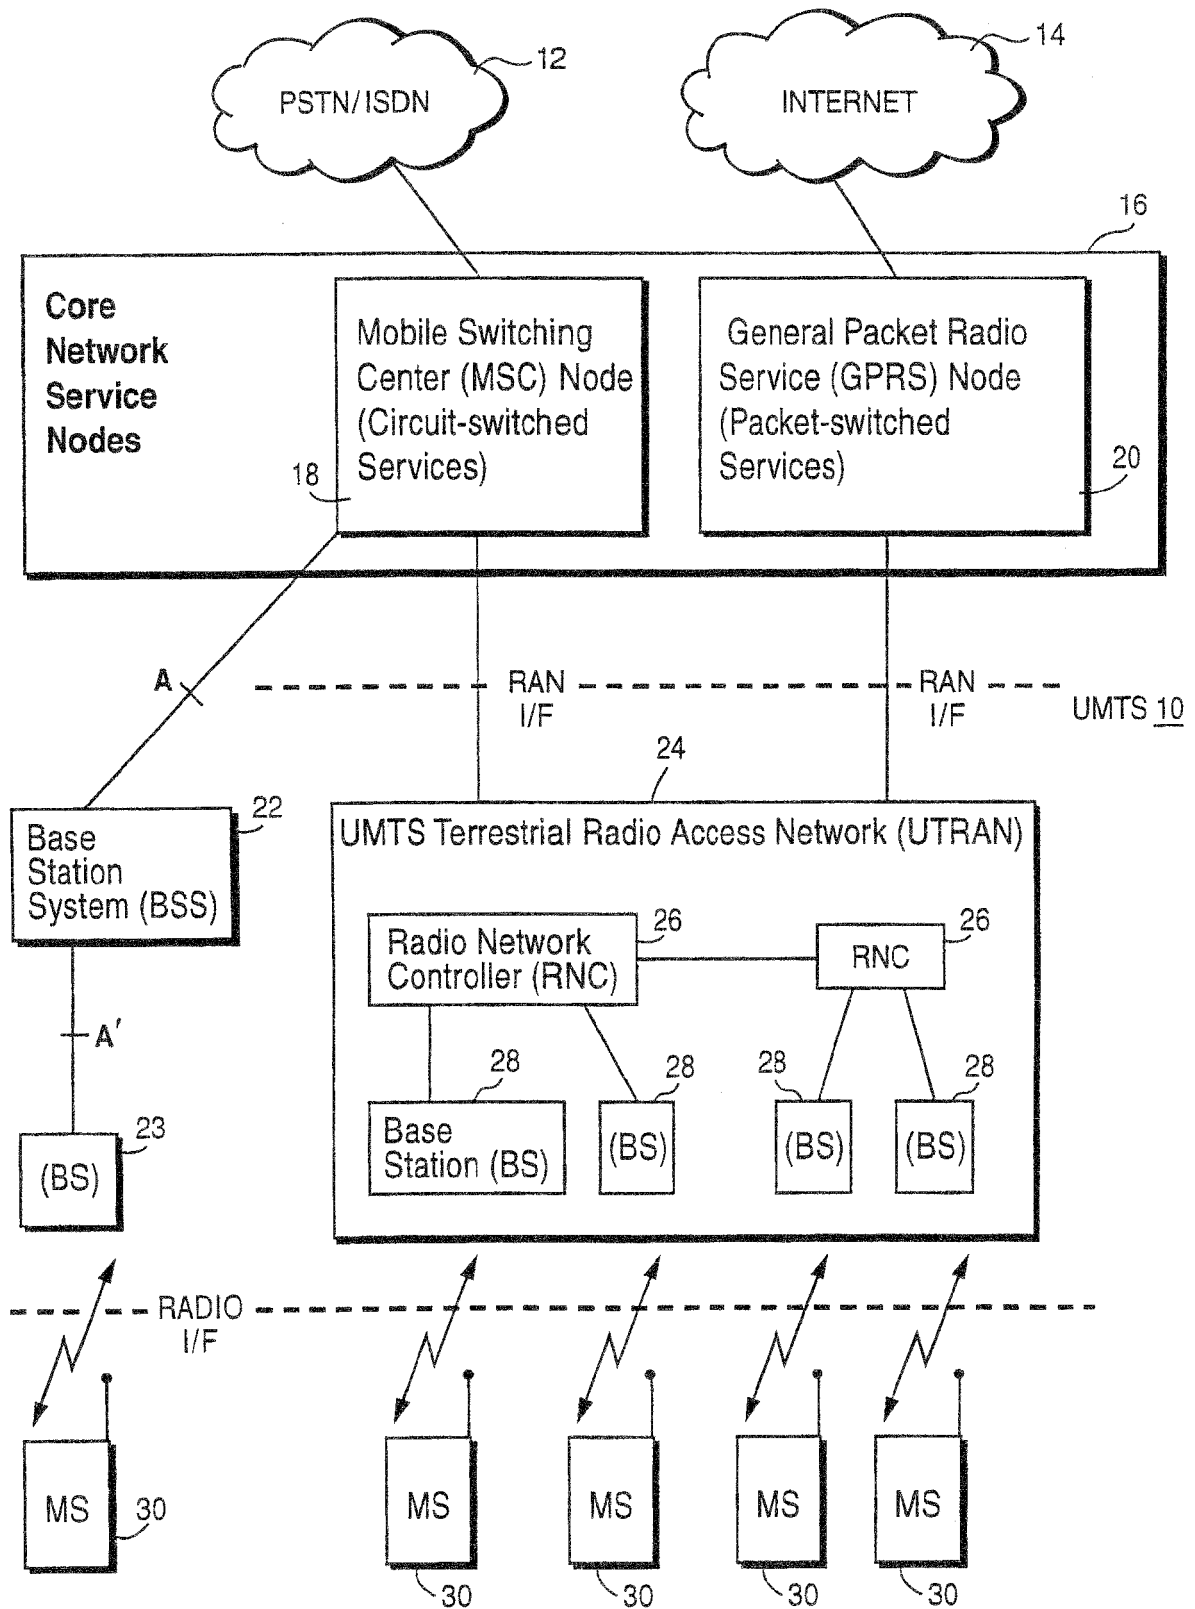 12
PSTN/ISDN
14
INTERNET
16
Core
Network
Service
Nodes
Mobile Switching
Center (MSC) Node
(Circuit-switched
Services)
18
General Packet Radio
Service (GPRS) Node
(Packet-switched
Services)
20
A
RAN
I/F
RAN
I/F
UMTS 10
22
Base
Station
System (BSS)
24
UMTS Terrestrial Radio Access Network (UTRAN)
26
Radio Network
Controller (RNC)
26
RNC
A'
23
(BS)
28
Base
Station (BS)
28
(BS)
28
(BS)
28
(BS)
RADIO
I/F
MS
30
MS
30
MS
30
MS
30
MS
30